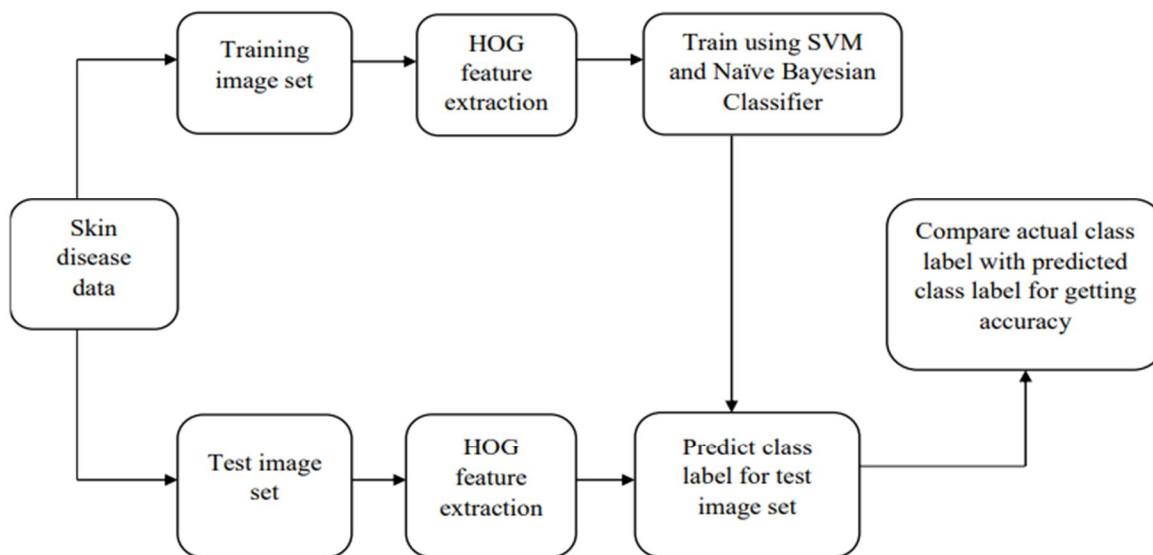 Training
image set
HOG
feature
extraction
Train using SVM
and Naïve Bayesian
Classifier
Skin
disease
data
Compare actual class
label with predicted
class label for getting
accuracy
Test image
set
HOG
feature
extraction
Predict class
label for test
image set